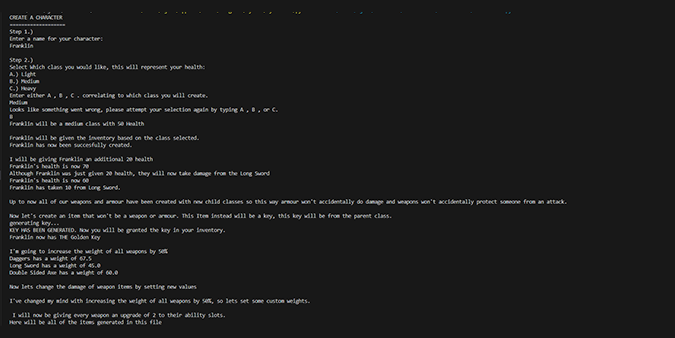 CREATE A CHARACTER
====================
Step 1.)
Enter a name for your character:
Franklin
Step 2.)
Select Which class you would like, this will represent your health:
A.) Light
B.) Medium
C.) Heavy
Enter either A , B , C . correlating to which class you will create.
Medium
Looks like something went wrong, please attempt your selection again by typing A , B , or C.
B
Franklin will be a medium class with 50 Health
Franklin will be given the inventory based on the class selected.
Franklin has now been succesfully created.
I will be giving Franklin an additional 20 health
Franklin's health is now 70
Although Franklin was just given 20 health, they will now take damage from the Long Sword
Franklin's health is now 60
Franklin has taken 10 from Long Sword.
Up to now all of our weapons and armour have been created with new child classes so this way armour won't accidentally do damage and weapons won't accidentally protect someone from an attack.
Now let's create an item that won't be a weapon or armour. This Item instead will be a key, this key will be from the parent class.
generating key...
KEY HAS BEEN GENERATED. Now you will be granted the key in your inventory.
Franklin now has THE Golden Key
I'm going to increase the weight of all weapons by 50%
Daggers has a weight of 67.5
Long Sword has a weight of 45.0
Double Sided Axe has a weight of 60.0
Now lets change the damage of weapon items by setting new values
I've changed my mind with increasing the weight of all weapons by 50%, so lets set some custom weights.
I will now be giving every weapon an upgrade of 2 to their ability slots.
Here will be all of the items generated in this file